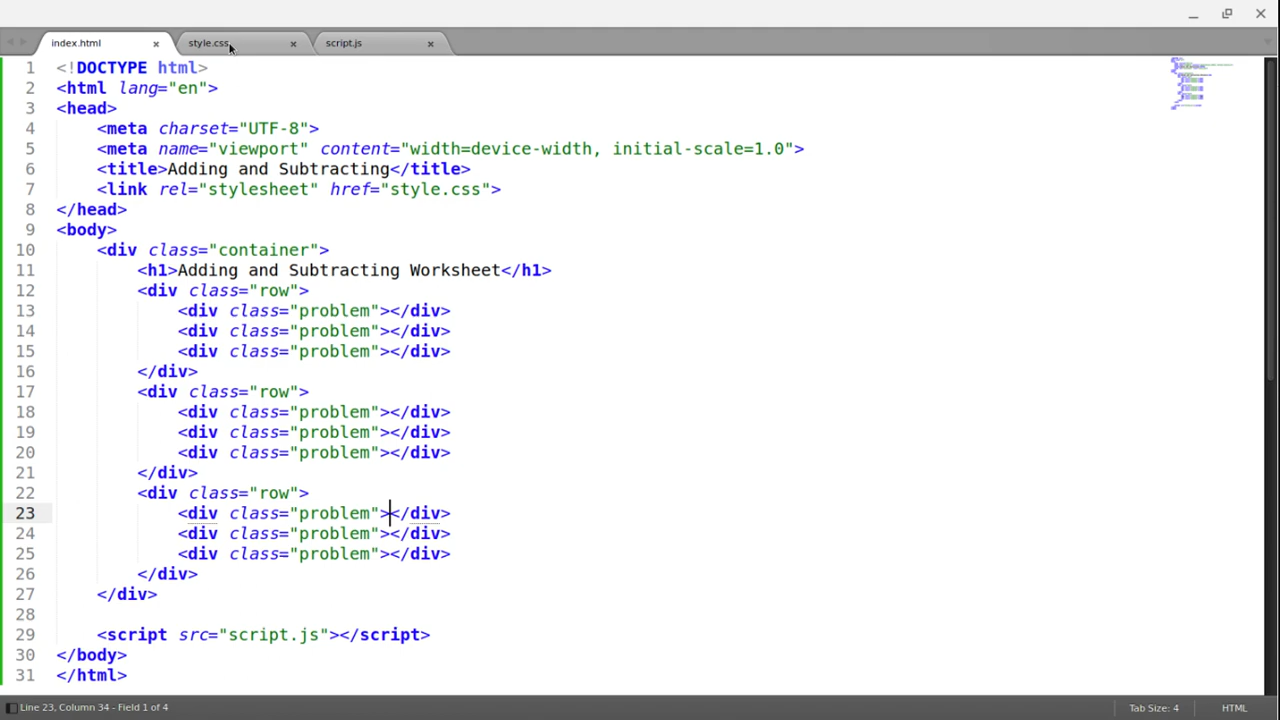 index.html × style.css × script.js ×
1 <!DOCTYPE html>
2 <html lang="en">
3 <head>
4     <meta charset="UTF-8">
5     <meta name="viewport" content="width=device-width, initial-scale=1.0">
6     <title>Adding and Subtracting</title>
7     <link rel="stylesheet" href="style.css">
8 </head>
9 <body>
10     <div class="container">
11         <h1>Adding and Subtracting Worksheet</h1>
12         <div class="row">
13             <div class="problem"></div>
14             <div class="problem"></div>
15             <div class="problem"></div>
16         </div>
17         <div class="row">
18             <div class="problem"></div>
19             <div class="problem"></div>
20             <div class="problem"></div>
21         </div>
22         <div class="row">
23             <div class="problem"></div>
24             <div class="problem"></div>
25             <div class="problem"></div>
26         </div>
27     </div>
28
29     <script src="script.js"></script>
30 </body>
31 </html>
Line 23, Column 34 - Field 1 of 4 Tab Size: 4 HTML